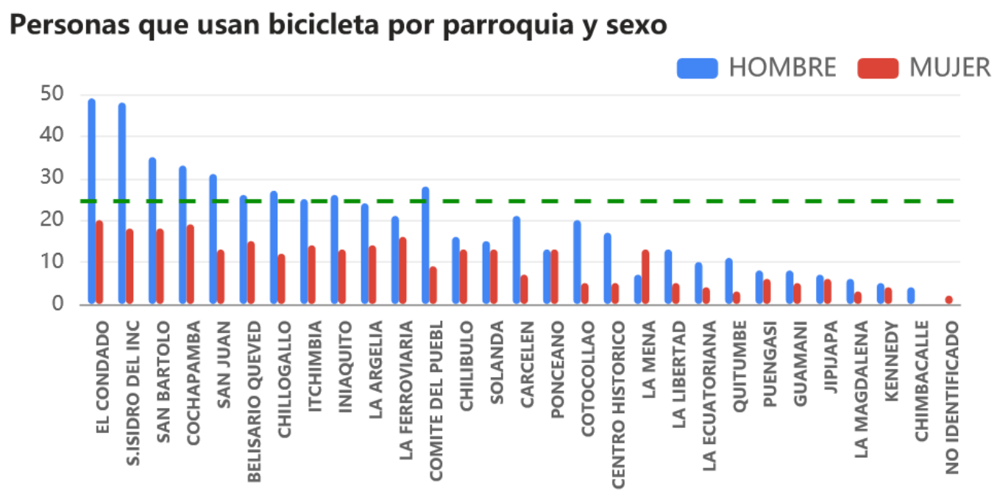 Personas que usan bicicleta por parroquia y sexo
HOMBRE
MUJER
50
40
30
20
10
0
EL CONDADO
S.ISIDRO DEL INC
SAN BARTOLO
COCHAPAMBA
SAN JUAN
BELISARIO QUEVED
CHILLOGALLO
ITCHIMBIA
INIAQUITO
LA ARGELIA
LA FERROVIARIA
COMITE DEL PUEBL
CHILIBULO
SOLANDA
CARCELEN
PONCEANO
COTOCOLLAO
CENTRO HISTORICO
LA MENA
LA LIBERTAD
LA ECUATORIANA
QUITUMBE
PUENGASI
GUAMANI
JIPIJAPA
LA MAGDALENA
KENNEDY
CHIMBACALLE
NO IDENTIFICADO